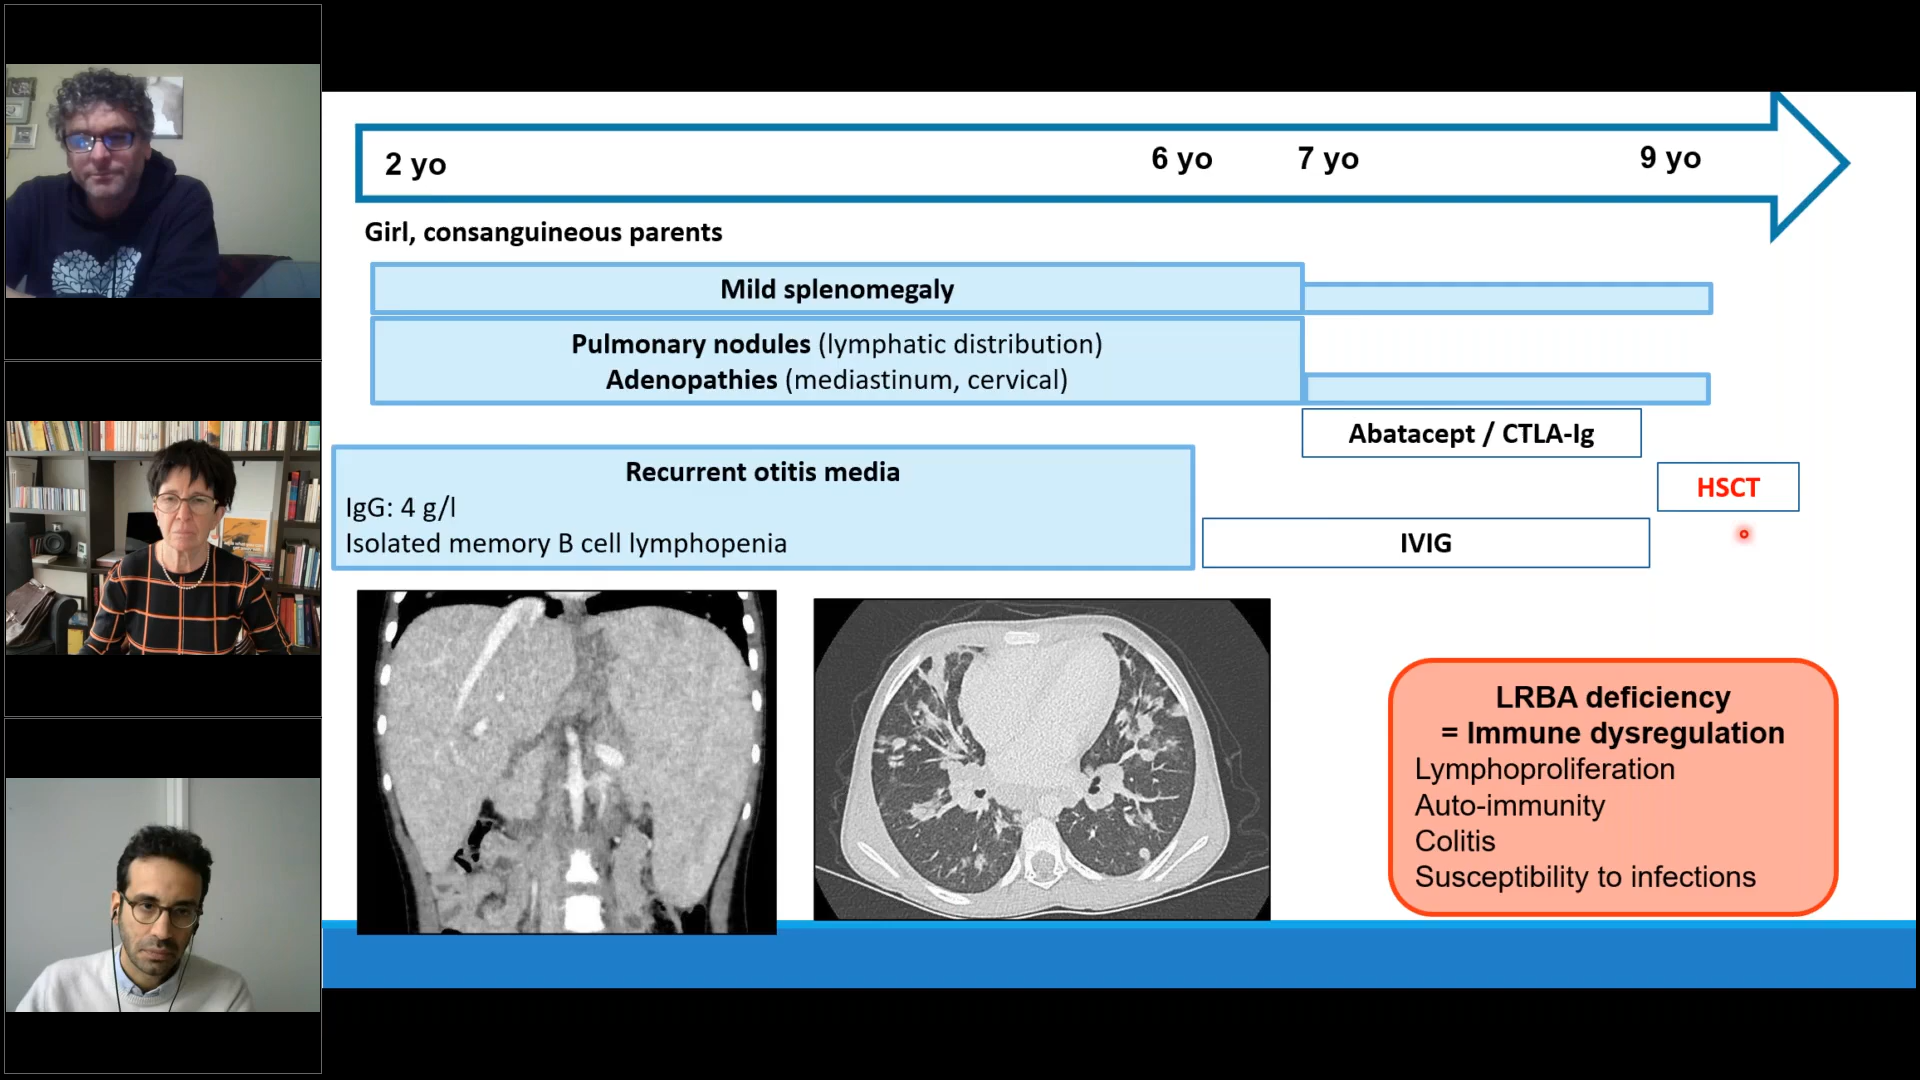 2 yo
6 yo
7 yo
9 yo
Girl, consanguineous parents
Mild splenomegaly
Pulmonary nodules (lymphatic distribution)
Adenopathies (mediastinum, cervical)
Abatacept / CTLA-Ig
Recurrent otitis media
IgG: 4 g/l
Isolated memory B cell lymphopenia
HSCT
IVIG
LRBA deficiency
= Immune dysregulation
Lymphoproliferation
Auto-immunity
Colitis
Susceptibility to infections